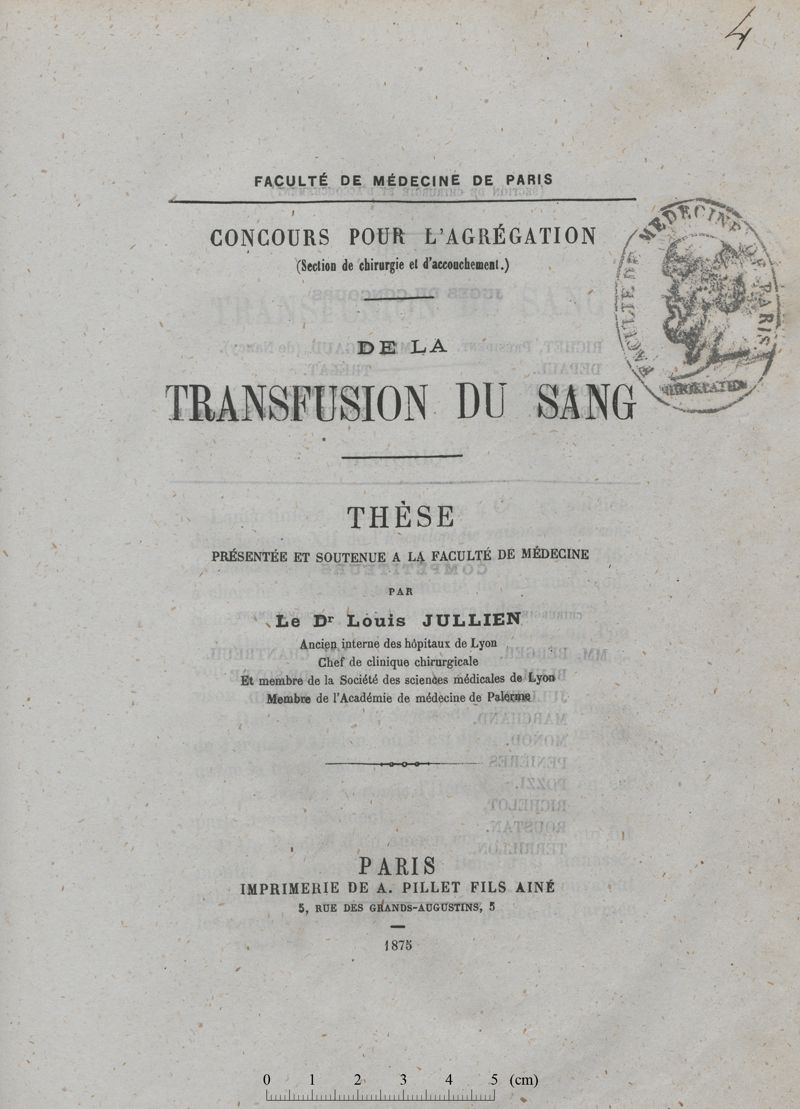 4
FACULTÉ DE MÉDECINE DE PARIS
CONCOURS POUR L'AGRÉGATION
(Section de chirurgie et d'accouchement.)
DE LA
TRANSFUSION DU SANG
FACULTÉ DE MEDECINE DE PARIS
THÈSE
PRÉSENTÉE ET SOUTENUE A LA FACULTÉ DE MÉDECINE
PAR
Le Dr Louis JULLIEN
Ancien interne des hôpitaux de Lyon
Chef de clinique chirurgicale
Et membre de la Société des sciences médicales de Lyon
Membre de l'Académie de médecine de Palerme
PARIS
IMPRIMERIE DE A. PILLET FILS AINÉ
5, RUE DES GRANDS-AUGUSTINS, 5
1875
0 1 2 3 4 5 (cm)